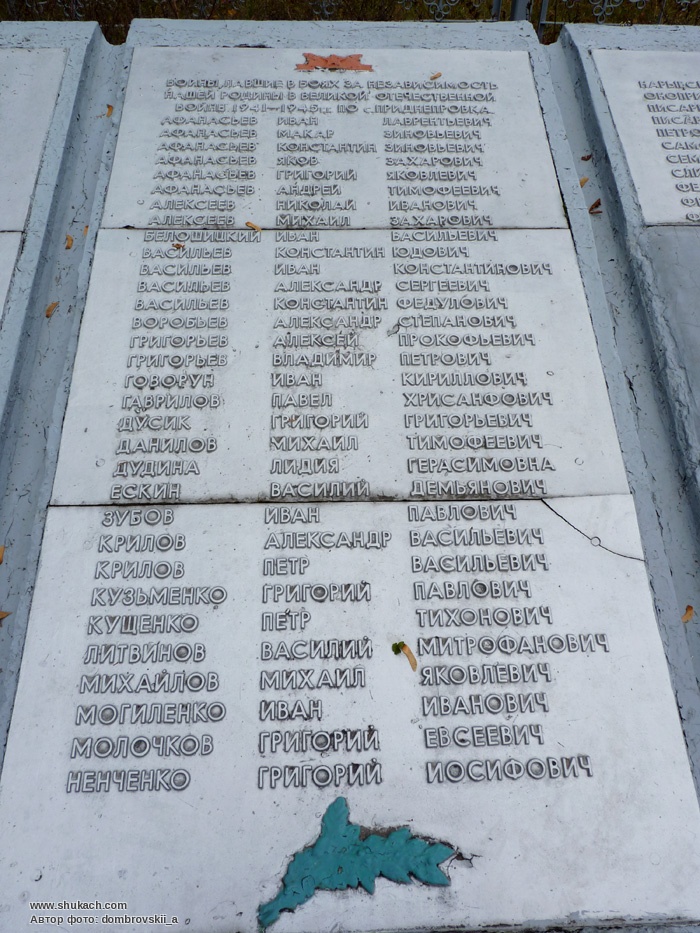 ВОИНЫ, ПАВШИЕ В БОЯХ ЗА НЕЗАВИСИМОСТЬ
НАШЕЙ РОДИНЫ В ВЕЛИКОЙ ОТЕЧЕСТВЕННОЙ
ВОЙНЕ 1941–1945г.г. ПО с. ПРИДНЕПРОВКА
АФАНАСЬЕВ ИВАН ЛАВРЕНТЬЕВИЧ
АФАНАСЬЕВ МАКАР ЗИНОВЬЕВИЧ
АФАНАСЬЕВ КОНСТАНТИН ЗИНОВЬЕВИЧ
АФАНАСЬЕВ ЯКОВ ЗАХАРОВИЧ
АФАНАСЬЕВ ГРИГОРИЙ ЯКОВЛЕВИЧ
АФАНАСЬЕВ АНДРЕЙ ТИМОФЕЕВИЧ
АЛЕКСЕЕВ НИКОЛАЙ ИВАНОВИЧ
АЛЕКСЕЕВ МИХАИЛ ЗАХАРОВИЧ
БЕЛОШИЦКИЙ ИВАН ВАСИЛЬЕВИЧ
ВАСИЛЬЕВ КОНСТАНТИН ЮДОВИЧ
ВАСИЛЬЕВ ИВАН КОНСТАНТИНОВИЧ
ВАСИЛЬЕВ АЛЕКСАНДР СЕРГЕЕВИЧ
ВАСИЛЬЕВ КОНСТАНТИН ФЕДУЛОВИЧ
ВОРОБЬЕВ АЛЕКСАНДР СТЕПАНОВИЧ
ГРИГОРЬЕВ АЛЕКСЕЙ ПРОКОФЬЕВИЧ
ГРИГОРЬЕВ ВЛАДИМИР ПЕТРОВИЧ
ГОВОРУН ИВАН КИРИЛЛОВИЧ
ГАВРИЛОВ ПАВЕЛ ХРИСАНФОВИЧ
ДУСИК ГРИГОРИЙ ГРИГОРЬЕВИЧ
ДАНИЛОВ МИХАИЛ ТИМОФЕЕВИЧ
ДУДИНА ЛИДИЯ ГЕРАСИМОВНА
ЕСКИН ВАСИЛИЙ ДЕМЬЯНОВИЧ
ЗУБОВ ИВАН ПАВЛОВИЧ
КРИЛОВ АЛЕКСАНДР ВАСИЛЬЕВИЧ
КРИЛОВ ПЕТР ВАСИЛЬЕВИЧ
КУЗЬМЕНКО ГРИГОРИЙ ПАВЛОВИЧ
КУЩЕНКО ПЕТР ТИХОНОВИЧ
ЛИТВИНОВ ВАСИЛИЙ МИТРОФАНОВИЧ
МИХАЙЛОВ МИХАИЛ ЯКОВЛЕВИЧ
МОГИЛЕНКО ИВАН ИВАНОВИЧ
МОЛОЧКОВ ГРИГОРИЙ ЕВСЕЕВИЧ
НЕНЧЕНКО ГРИГОРИЙ ИОСИФОВИЧ
www.shukach.com
Автор фото: dombrovskii_a